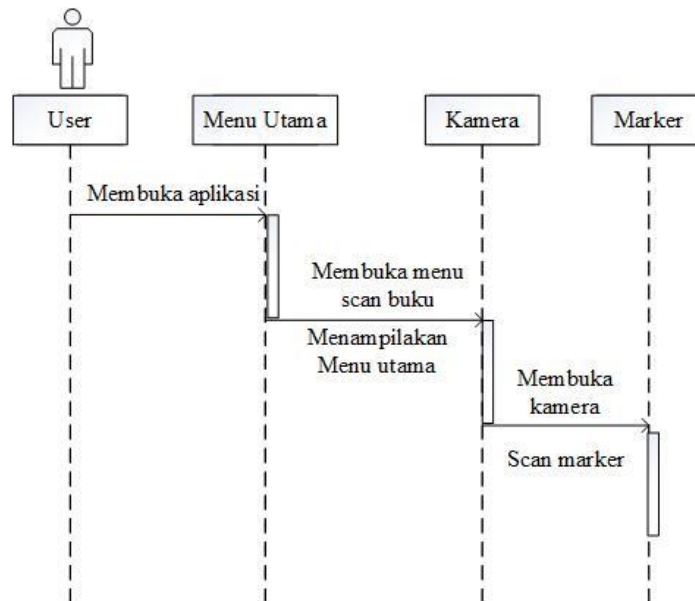 User
Menu Utama
Kamera
Marker
Membuka aplikasi
Membuka menu
scan buku
Menampilakan
Menu utama
Membuka
kamera
Scan marker